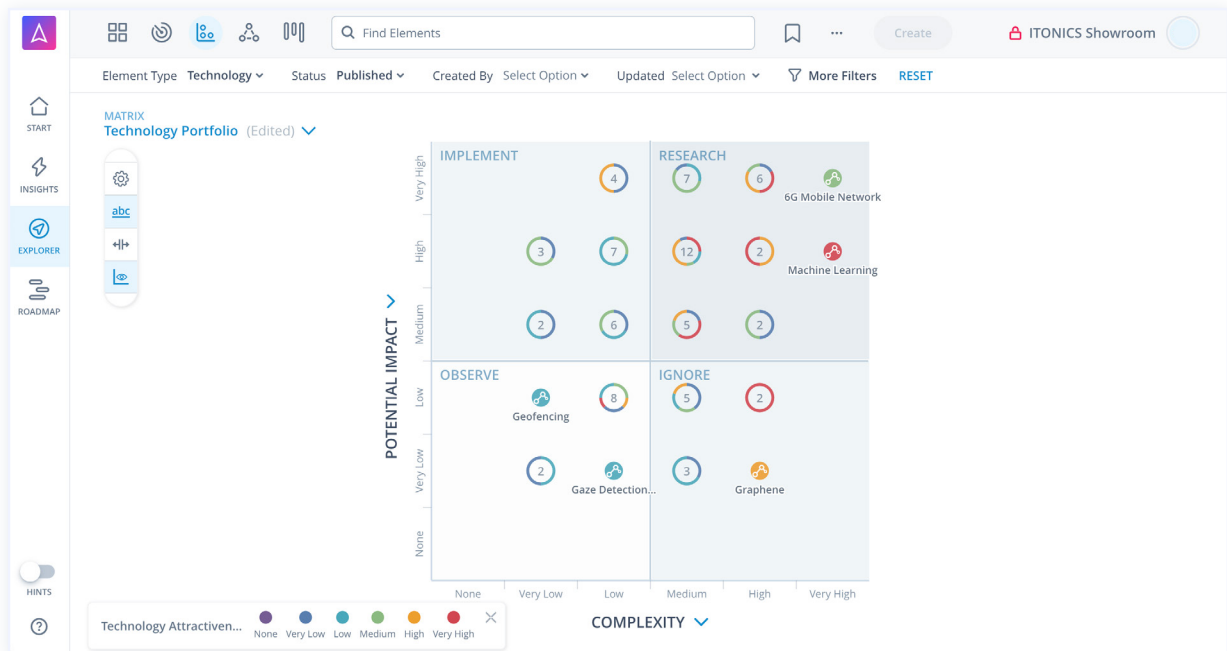 Find Elements
Create
ITONICS Showroom
Element Type Technology
Status Published
Created By Select Option
Updated Select Option
More Filters
RESET
START
INSIGHTS
EXPLORER
ROADMAP
HINTS
MATRIX
Technology Portfolio (Edited)
abc
POTENTIAL IMPACT
Very High
High
Medium
Low
Very Low
None
IMPLEMENT
RESEARCH
4
7
6
6G Mobile Network
3
7
12
2
Machine Learning
2
6
5
2
OBSERVE
IGNORE
Geofencing
8
5
2
2
Gaze Detection...
3
Graphene
None
Very Low
Low
Medium
High
Very High
COMPLEXITY
Technology Attractiven...
None
Very Low
Low
Medium
High
Very High